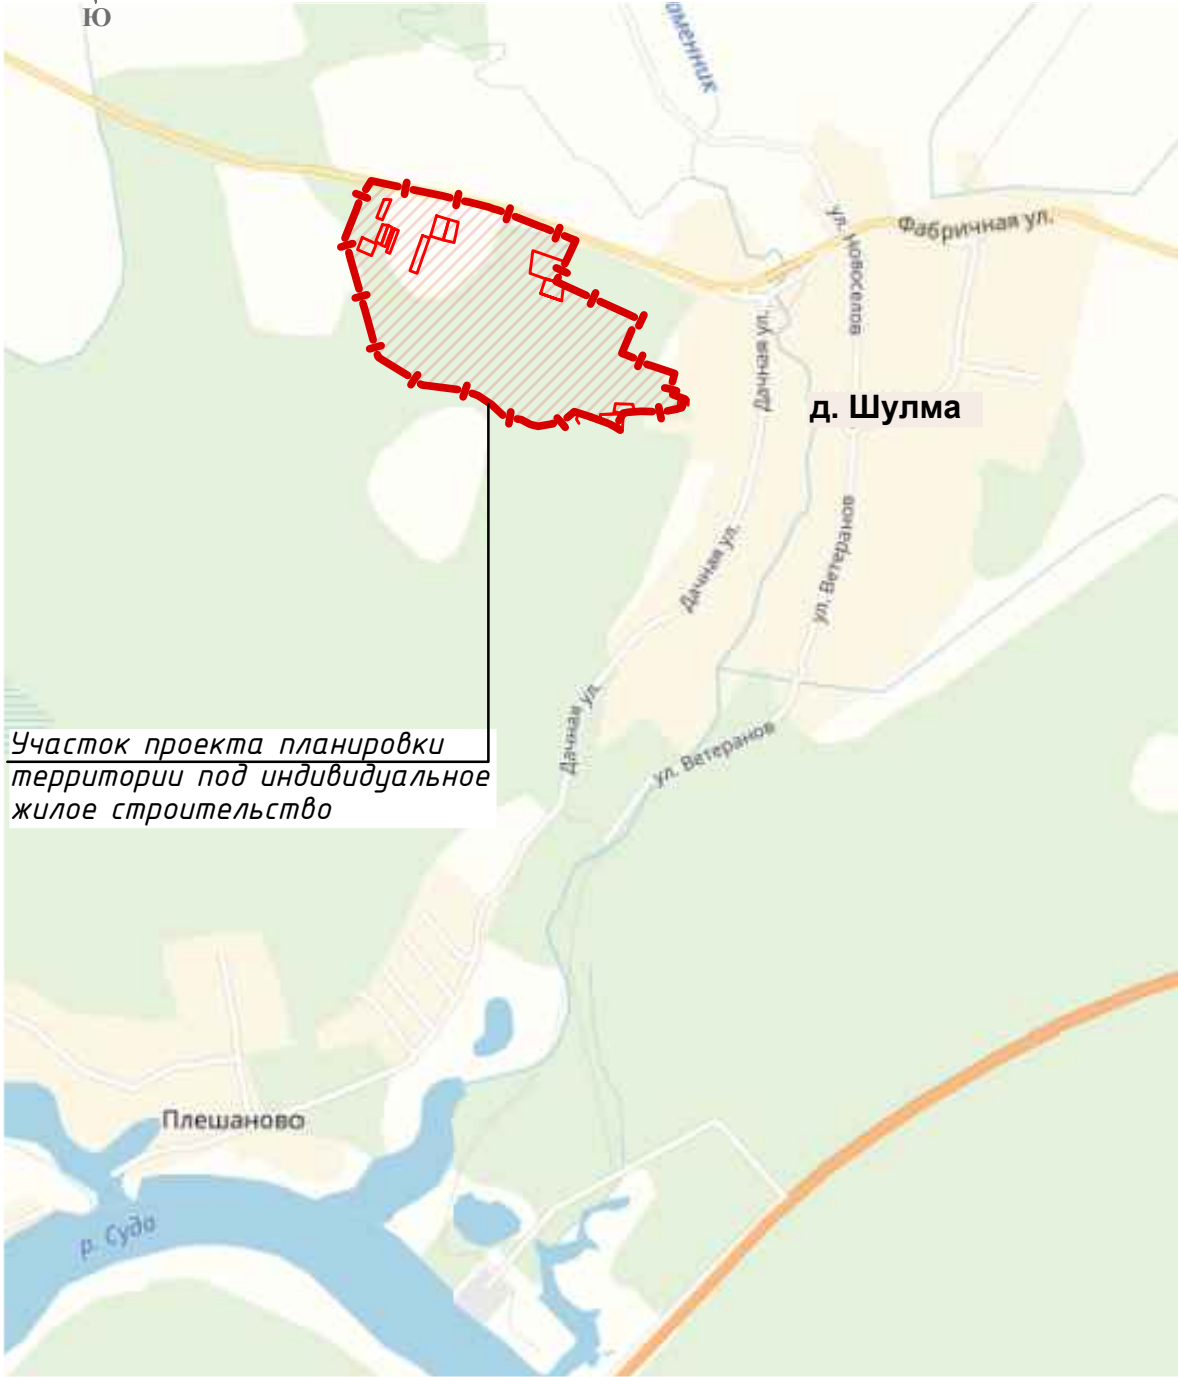 Ю
Фабричная ул.
ул. Новоселов
Дачная ул.
д. Шулма
ул. Ветеранов
Дачная ул.
Дачная ул.
ул. Ветеранов
Участок проекта планировки
территории под индивидуальное
жилое строительство
Плешаново
р. Суда